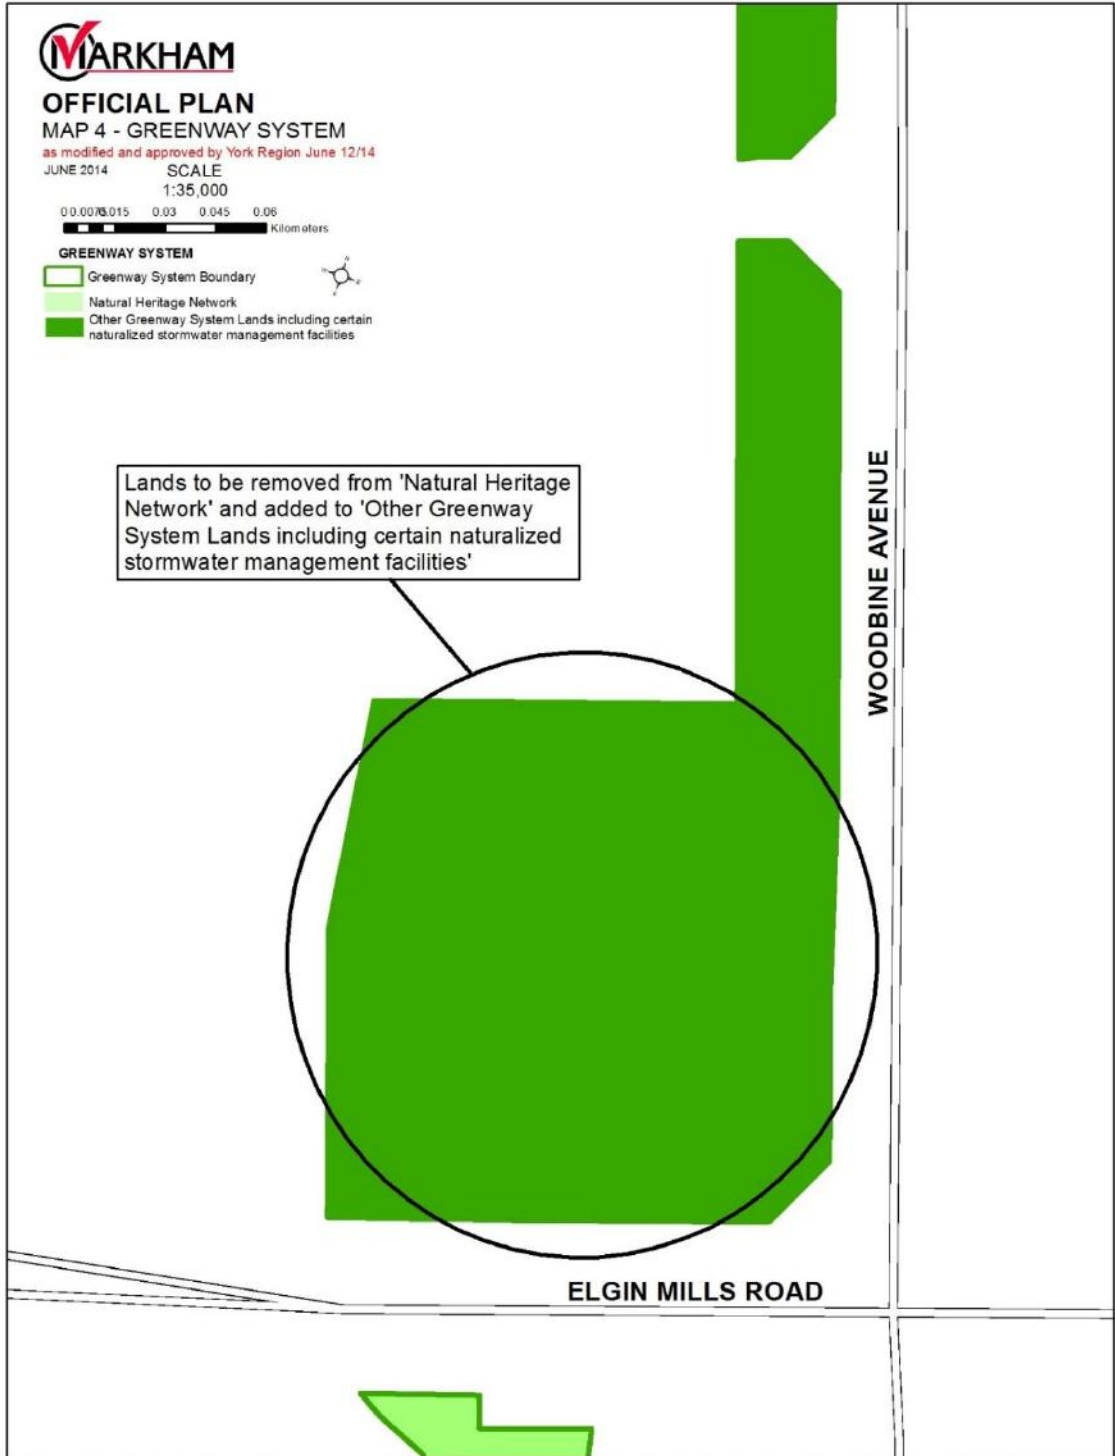 MARKHAM
OFFICIAL PLAN
MAP 4 - GREENWAY SYSTEM
as modified and approved by York Region June 12/14
JUNE 2014
SCALE
1:35,000
0 0.0075 0.015 0.03 0.045 0.06
Kilometers
GREENWAY SYSTEM
Greenway System Boundary
Natural Heritage Network
Other Greenway System Lands including certain
naturalized stormwater management facilities
Lands to be removed from 'Natural Heritage
Network' and added to 'Other Greenway
System Lands including certain naturalized
stormwater management facilities'
WOODBINE AVENUE
ELGIN MILLS ROAD